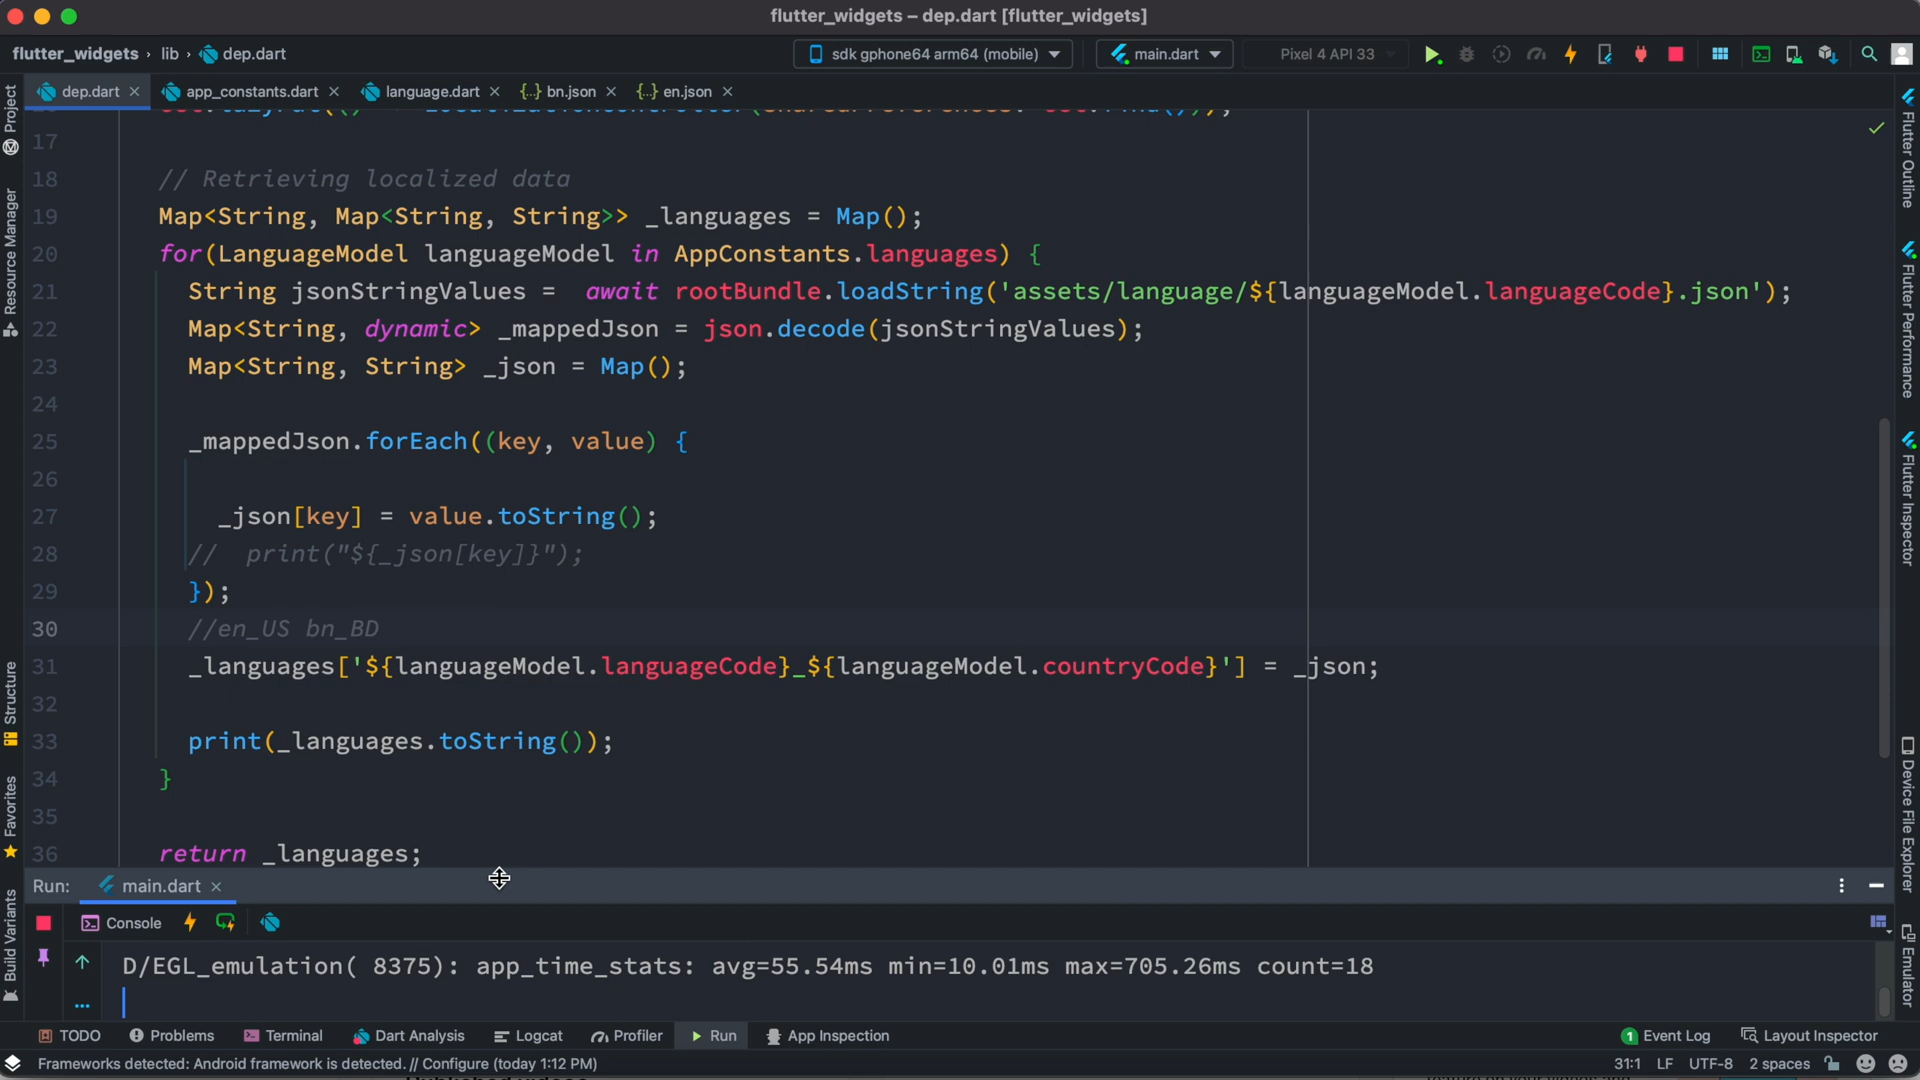 flutter_widgets – dep.dart [flutter_widgets]
flutter_widgets › lib › dep.dart
sdk gphone64 arm64 (mobile)
main.dart
Pixel 4 API 33
dep.dart
app_constants.dart
language.dart
bn.json
en.json
17
18 // Retrieving localized data
19 Map<String, Map<String, String>> _languages = Map();
20 for(LanguageModel languageModel in AppConstants.languages) {
21 String jsonStringValues =  await rootBundle.loadString('assets/language/${languageModel.languageCode}.json');
22 Map<String, dynamic> _mappedJson = json.decode(jsonStringValues);
23 Map<String, String> _json = Map();
24
25 _mappedJson.forEach((key, value) {
26
27 _json[key] = value.toString();
28 //  print("${_json[key]}");
29 });
30 //en_US bn_BD
31 _languages['${languageModel.languageCode}_${languageModel.countryCode}'] = _json;
32
33 print(_languages.toString());
34 }
35
36 return _languages;
Run: main.dart
Console
D/EGL_emulation( 8375): app_time_stats: avg=55.54ms min=10.01ms max=705.26ms count=18
TODO
Problems
Terminal
Dart Analysis
Logcat
Profiler
Run
App Inspection
1 Event Log
Layout Inspector
Frameworks detected: Android framework is detected. // Configure (today 1:12 PM)
31:1 LF UTF-8 2 spaces
Project
Resource Manager
Structure
Favorites
Build Variants
Flutter Outline
Flutter Performance
Flutter Inspector
Device File Explorer
Emulator